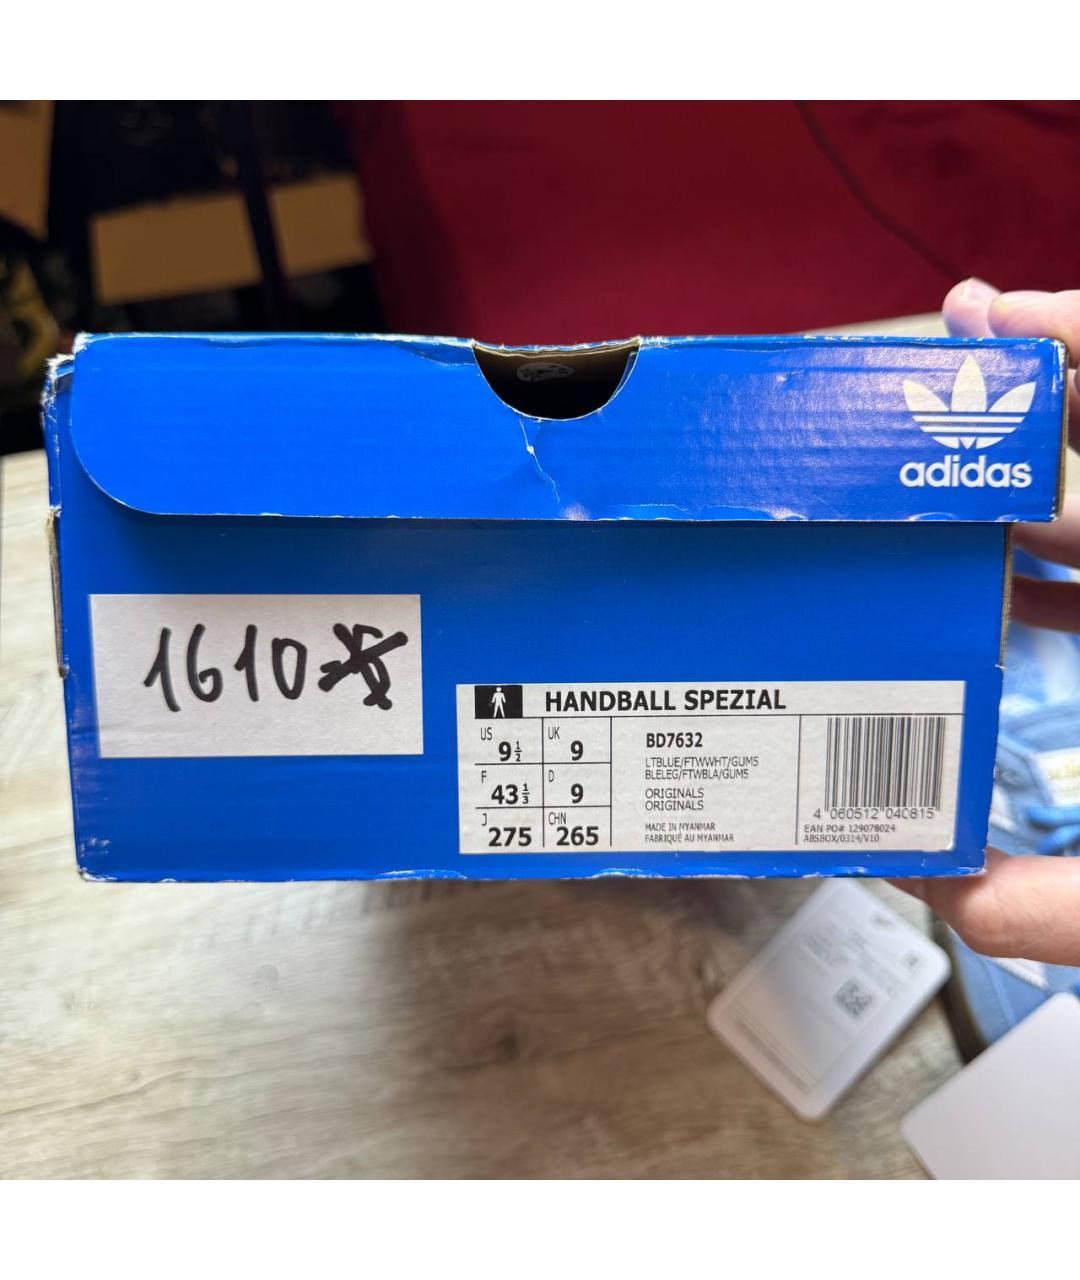 adidas
1610
HANDBALL SPEZIAL
US 9½ UK 9
F 43⅓ D 9
J 275 CHN 265
BD7632
LTBLUE/FTWWHT/GUM5
BLELEG/FTWBLA/GUM5
ORIGINALS
ORIGINALS
MADE IN MYANMAR
FABRIQUÉ AU MYANMAR
4 060512 040815
EAN PO# 129078024
ABSBOX/0314/V10